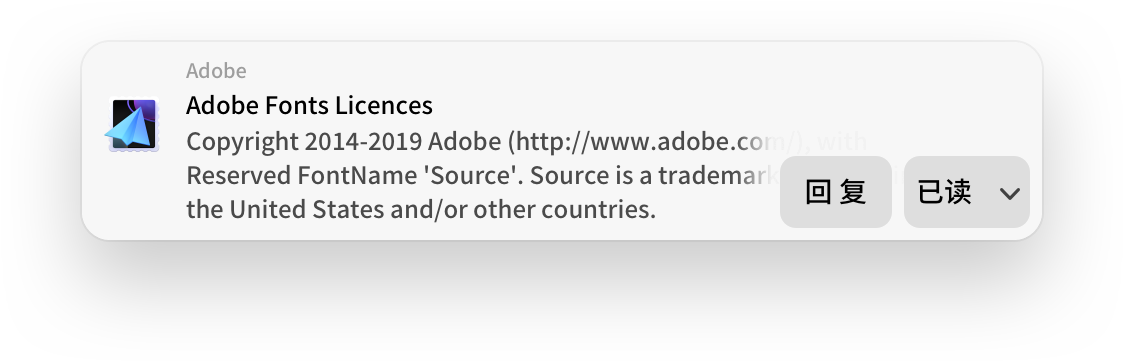 Adobe
Adobe Fonts Licences
Copyright 2014-2019 Adobe (http://www.adobe.com/), with
Reserved FontName 'Source'. Source is a trademark
the United States and/or other countries.
回复
已读